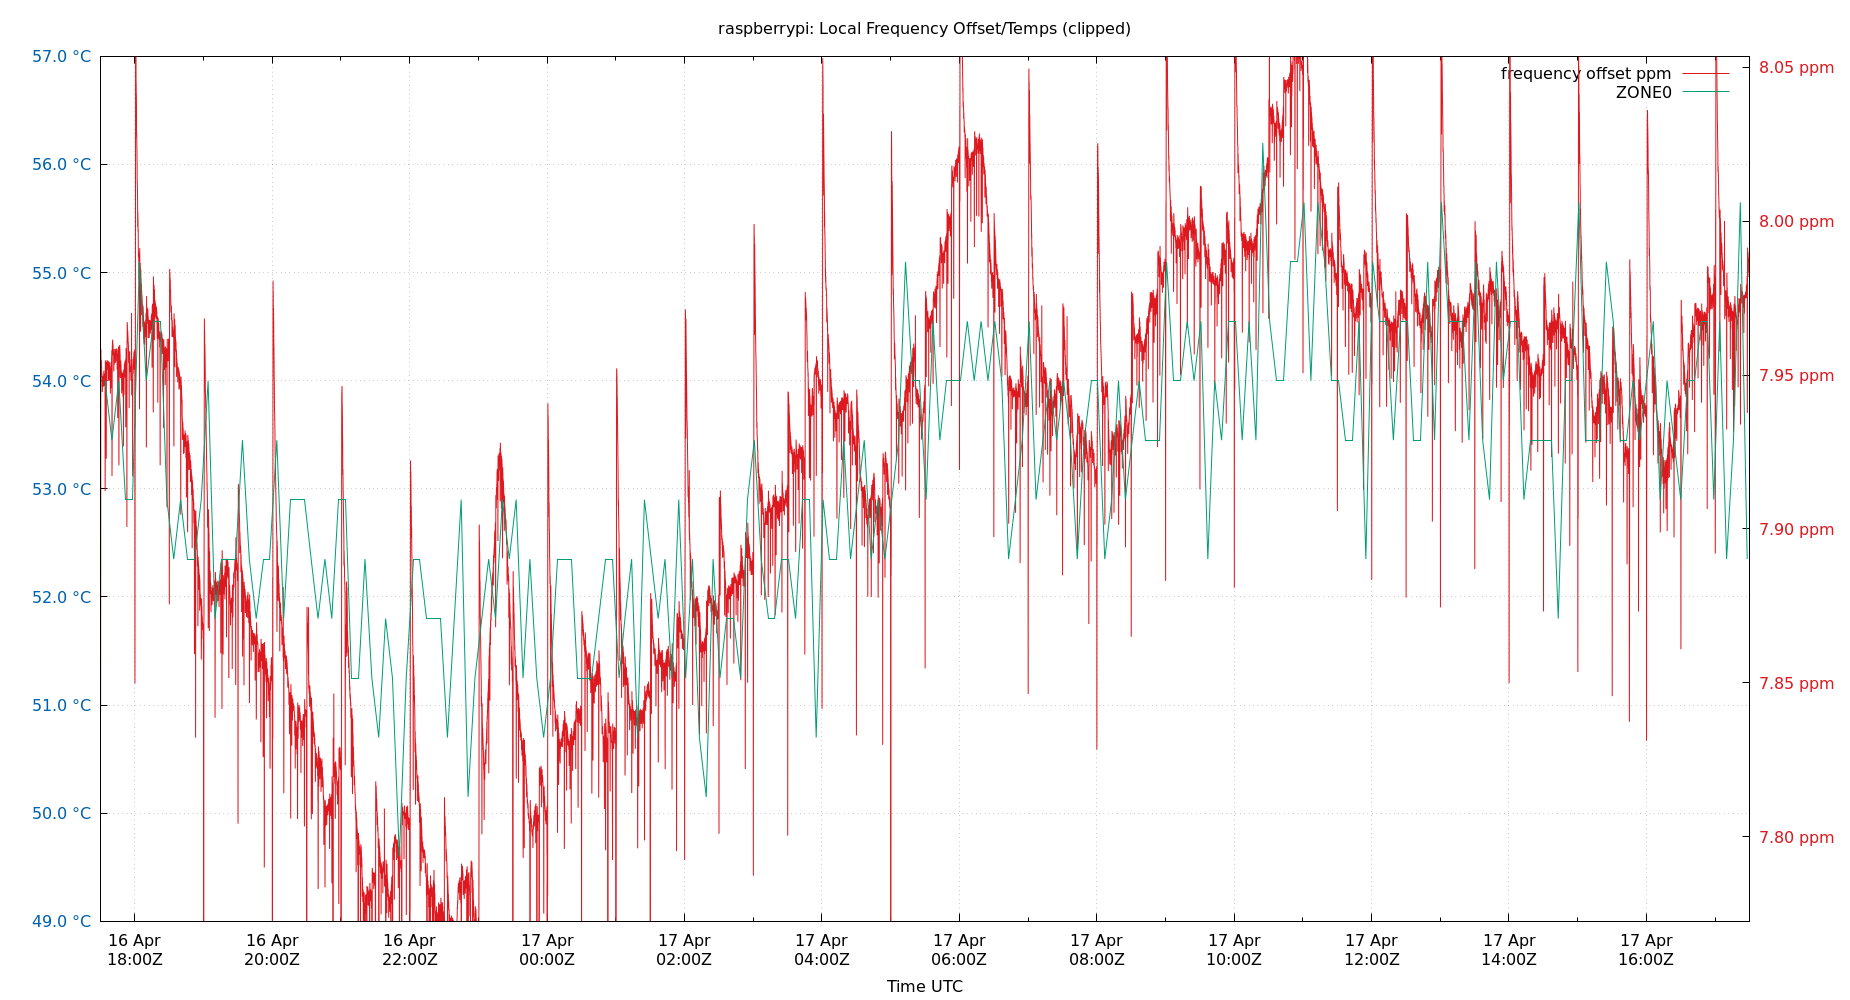 raspberrypi: Local Frequency Offset/Temps (clipped)
frequency offset ppm
ZONE0
57.0 °C
56.0 °C
55.0 °C
54.0 °C
53.0 °C
52.0 °C
51.0 °C
50.0 °C
49.0 °C
8.05 ppm
8.00 ppm
7.95 ppm
7.90 ppm
7.85 ppm
7.80 ppm
16 Apr
18:00Z
16 Apr
20:00Z
16 Apr
22:00Z
17 Apr
00:00Z
17 Apr
02:00Z
17 Apr
04:00Z
17 Apr
06:00Z
17 Apr
08:00Z
17 Apr
10:00Z
17 Apr
12:00Z
17 Apr
14:00Z
17 Apr
16:00Z
Time UTC